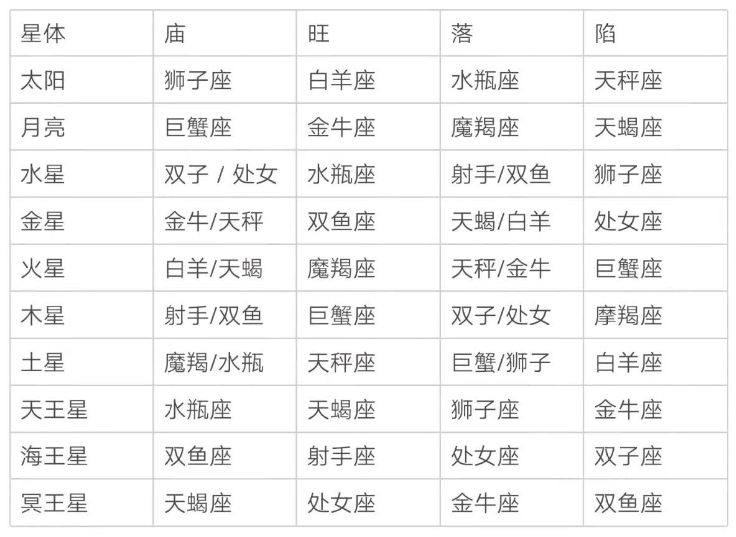 星体 庙 旺 落 陷
太阳 狮子座 白羊座 水瓶座 天秤座
月亮 巨蟹座 金牛座 魔羯座 天蝎座
水星 双子 / 处女 水瓶座 射手/双鱼 狮子座
金星 金牛/天秤 双鱼座 天蝎/白羊 处女座
火星 白羊/天蝎 魔羯座 天秤/金牛 巨蟹座
木星 射手/双鱼 巨蟹座 双子/处女 摩羯座
土星 魔羯/水瓶 天秤座 巨蟹/狮子 白羊座
天王星 水瓶座 天蝎座 狮子座 金牛座
海王星 双鱼座 射手座 处女座 双子座
冥王星 天蝎座 处女座 金牛座 双鱼座